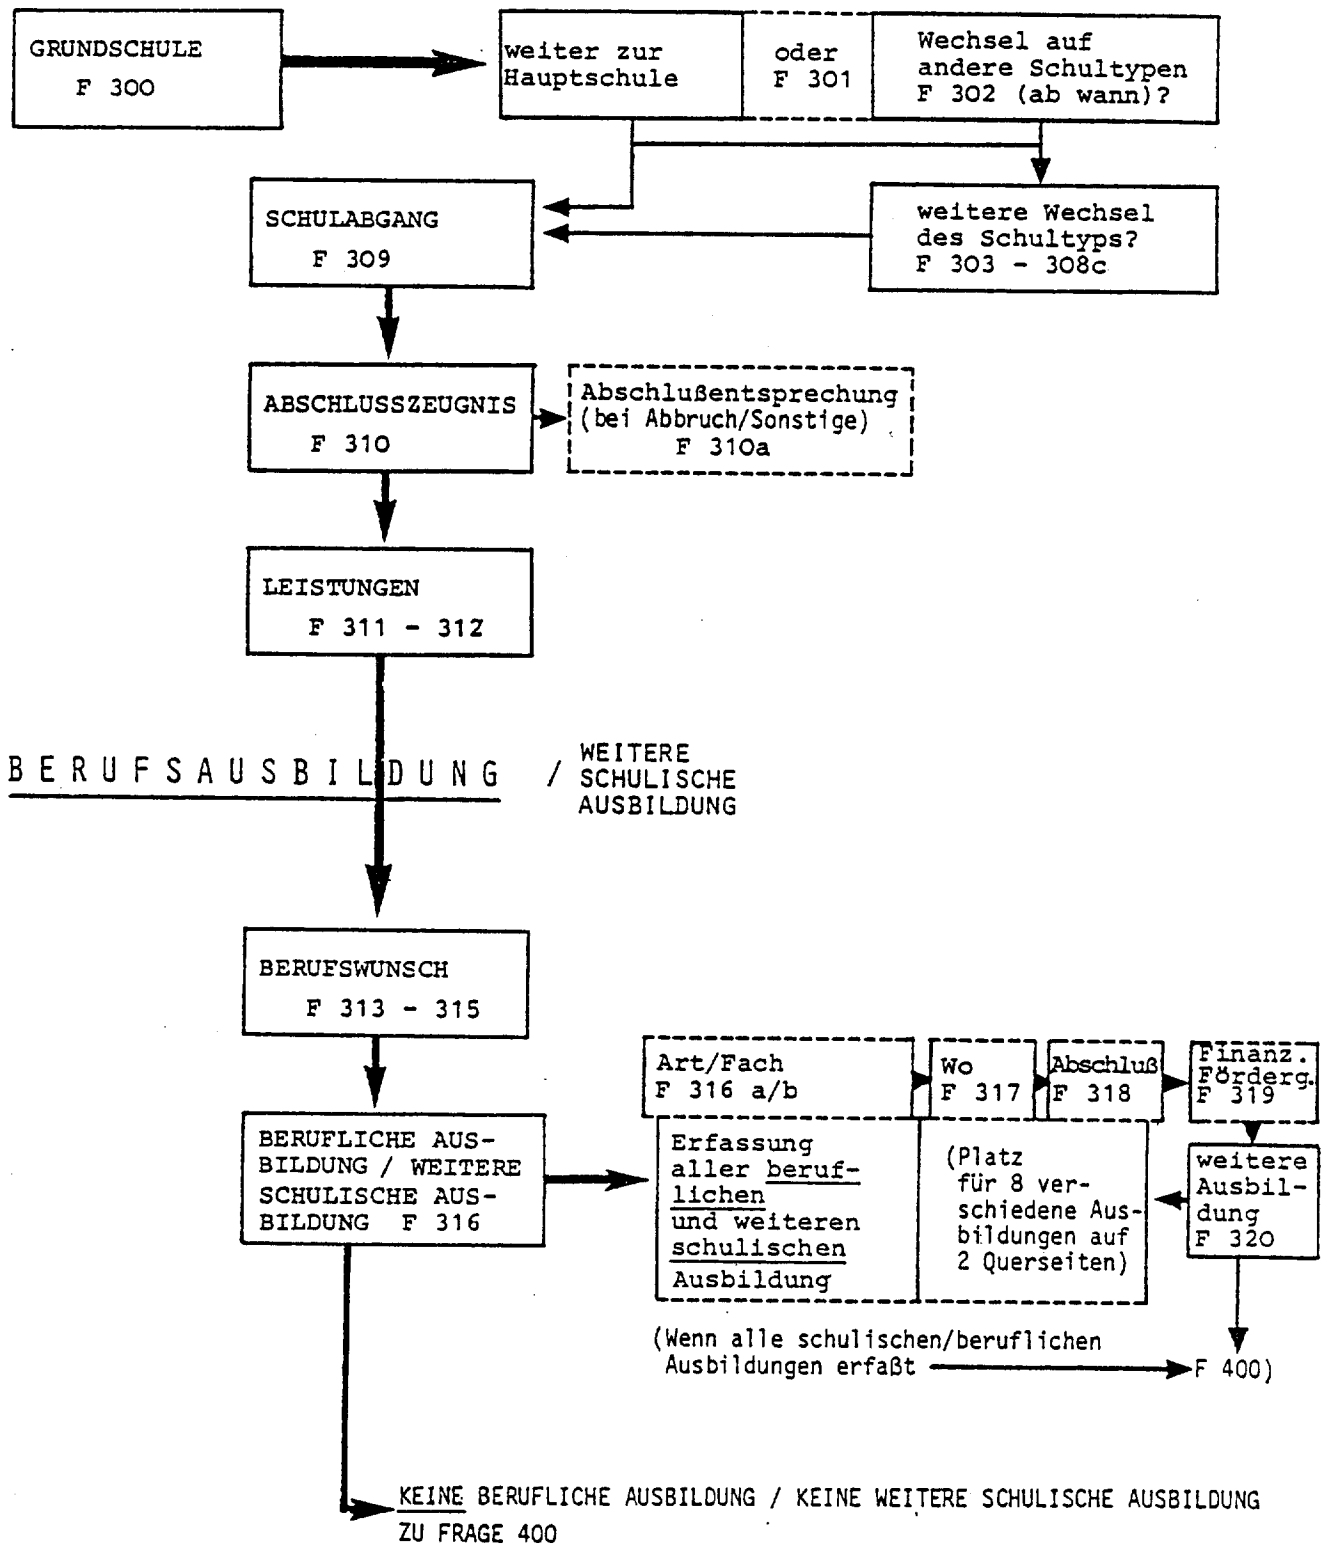 GRUNDSCHULE
F 300
weiter zur
Hauptschule
oder
F 301
Wechsel auf
andere Schultypen
F 302 (ab wann)?
SCHULABGANG
F 309
weitere Wechsel
des Schultyps?
F 303 - 308c
ABSCHLUSSZEUGNIS
F 310
Abschlußentsprechung
(bei Abbruch/Sonstige)
F 310a
LEISTUNGEN
F 311 - 312
BERUFSAUSBILDUNG /
WEITERE
SCHULISCHE
AUSBILDUNG
BERUFSWUNSCH
F 313 - 315
BERUFLICHE AUS-
BILDUNG / WEITERE
SCHULISCHE AUS-
BILDUNG F 316
Art/Fach
F 316 a/b
Wo
F 317
Abschluß
F 318
Finanz.
Förderg.
F 319
Erfassung
aller beruf-
lichen
und weiteren
schulischen
Ausbildung
(Platz
für 8 ver-
schiedene Aus-
bildungen auf
2 Querseiten)
weitere
Ausbil-
dung
F 320
(Wenn alle schulischen/beruflichen
Ausbildungen erfaßt F 400)
KEINE BERUFLICHE AUSBILDUNG / KEINE WEITERE SCHULISCHE AUSBILDUNG
ZU FRAGE 400